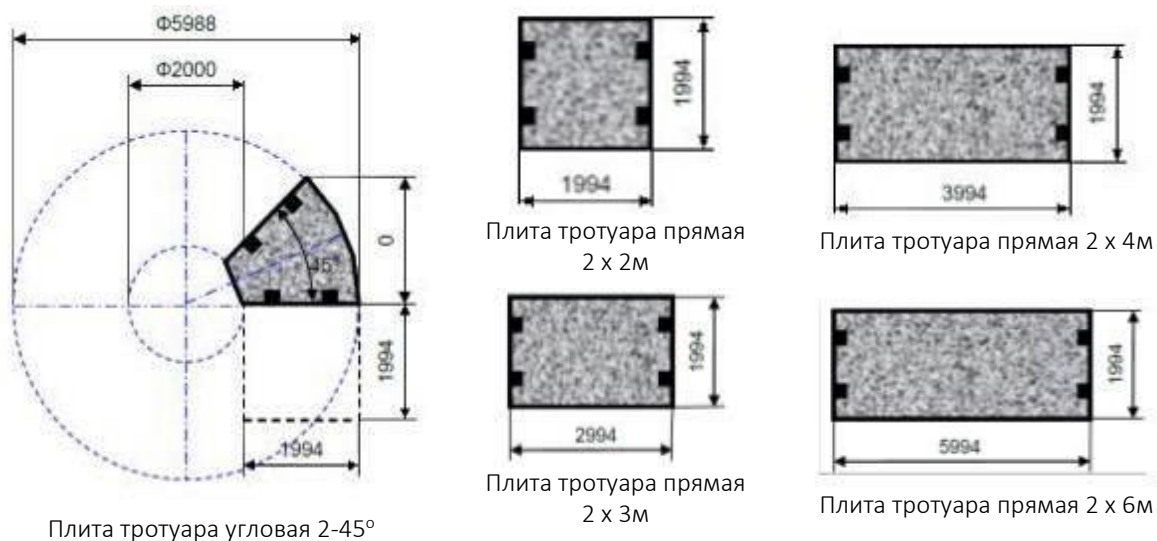 Ф5988
Ф2000
45°
0
1994
1994
Плита тротуара угловая 2-45°
1994
1994
Плита тротуара прямая
2 x 2м
1994
3994
Плита тротуара прямая 2 x 4м
1994
2994
Плита тротуара прямая
2 x 3м
1994
5994
Плита тротуара прямая 2 x 6м